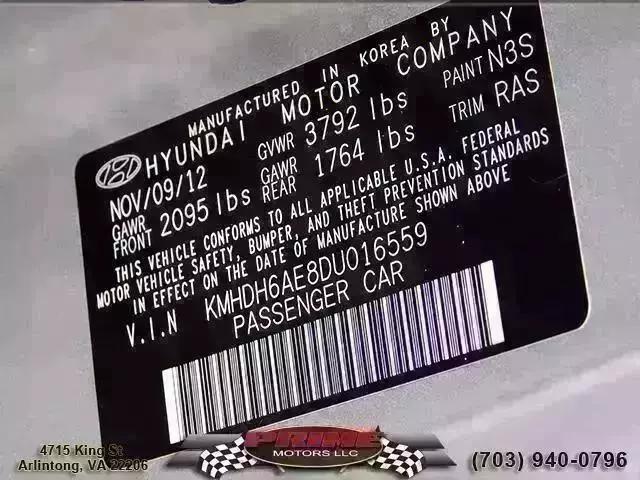 MANUFACTURED IN KOREA BY
HYUNDAI MOTOR COMPANY
NOV/09/12 GVWR 3792 lbs PAINT N3S
GAWR FRONT 2095 lbs GAWR REAR 1764 lbs TRIM RAS
THIS VEHICLE CONFORMS TO ALL APPLICABLE U.S.A. FEDERAL
MOTOR VEHICLE SAFETY, BUMPER, AND THEFT PREVENTION STANDARDS
IN EFFECT ON THE DATE OF MANUFACTURE SHOWN ABOVE
V.I.N KMHDH6AE8DU016559
PASSENGER CAR
4715 King St
Arlintong, VA 22206
PRIME
MOTORS LLC
(703) 940-0796